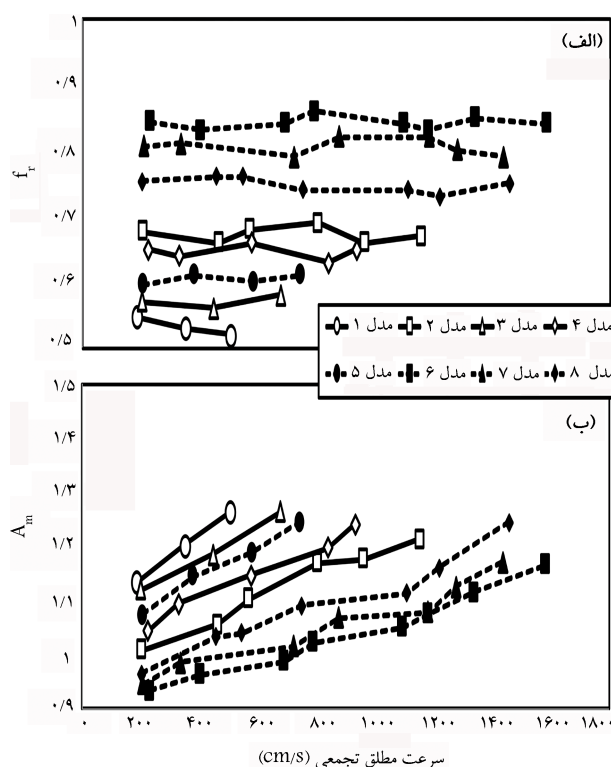 (الف)
۱
۰/۹
۰/۸
۰/۷
۰/۶
۰/۵
f_r
مدل ۱ مدل ۲ مدل ۳ مدل ۴
مدل ۵ مدل ۶ مدل ۷ مدل ۸
(ب)
۱/۵
۱/۴
۱/۳
۱/۲
۱/۱
۱
۰/۹
A_m
۰ ۲۰۰ ۴۰۰ ۶۰۰ ۸۰۰ ۱۰۰۰ ۱۲۰۰ ۱۴۰۰ ۱۶۰۰ ۱۸۰۰
سرعت مطلق تجمعی (cm/s)